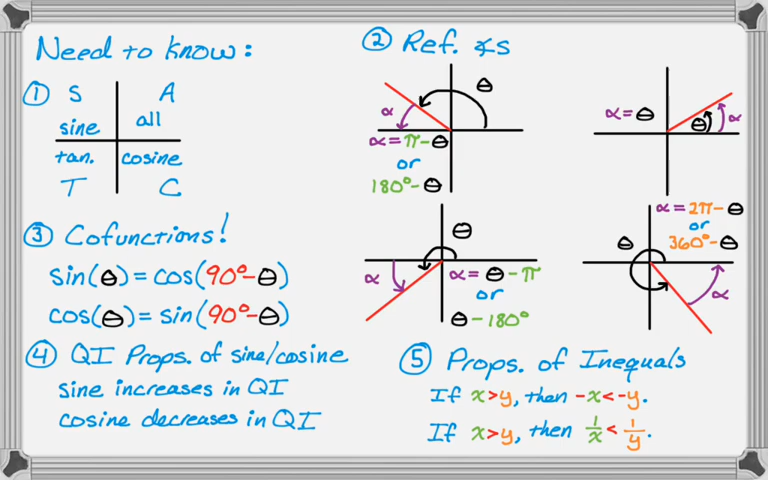 Need to know:
① S A
sine all
tan. cosine
T C
③ Cofunctions!
sin(θ)=cos(90°-θ)
cos(θ)=sin(90°-θ)
④ QI Props. of sine/cosine
sine increases in QI
cosine decreases in QI
② Ref. ∡s
θ
α
α=π-θ
or
180°-θ
α=θ
θ
α
θ
α
α=θ-π
or
θ-180°
α=2π-θ
or
360°-θ
θ
α
⑤ Props. of Inequals
If x>y, then -x<-y.
If x>y, then 1/x < 1/y.